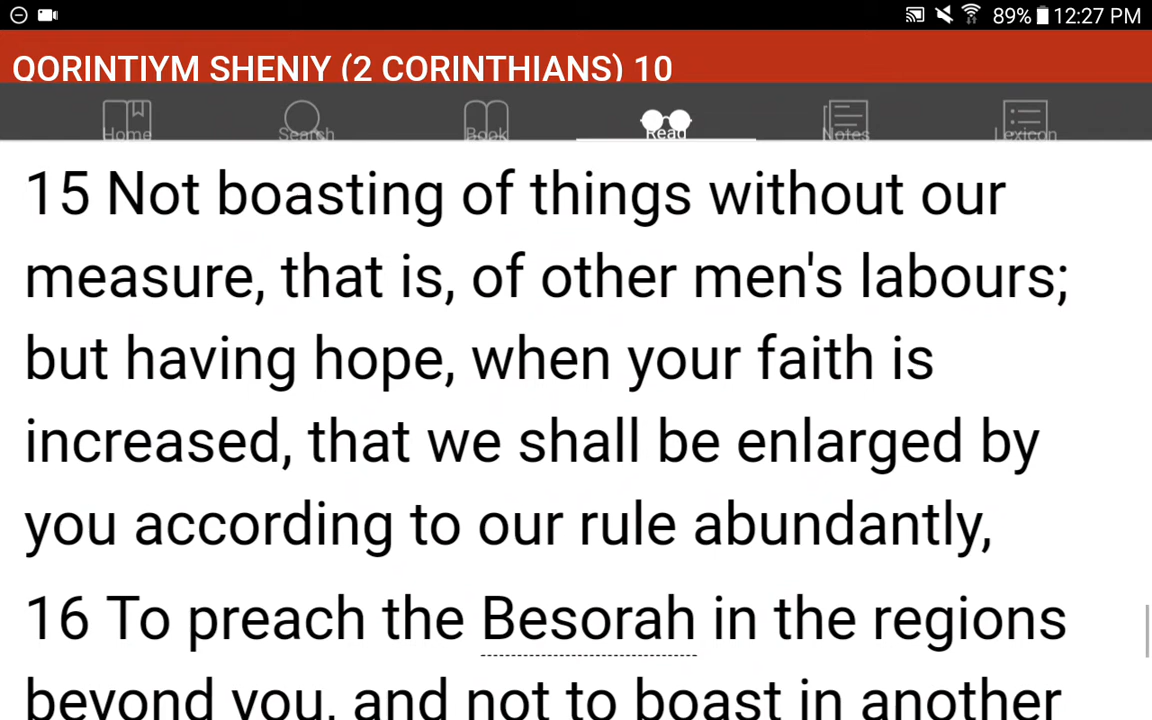 89% 12:27 PM
QORINTIYM SHENIY (2 CORINTHIANS) 10
Home Search Book Read Notes Lexicon
15 Not boasting of things without our
measure, that is, of other men's labours;
but having hope, when your faith is
increased, that we shall be enlarged by
you according to our rule abundantly,
16 To preach the Besorah in the regions
beyond you, and not to boast in another